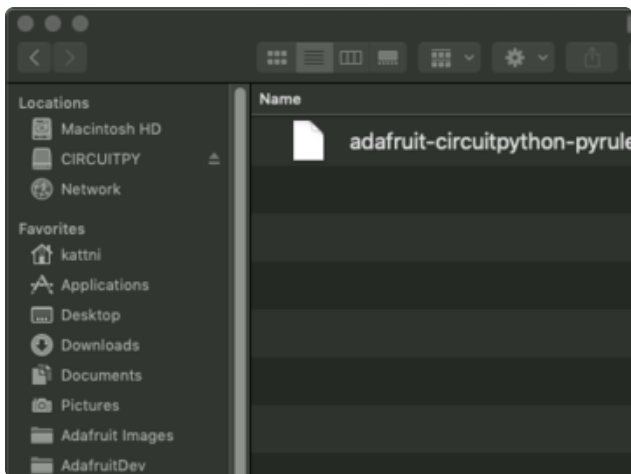 Locations
Macintosh HD
CIRCUITPY
Network
Favorites
kattni
Applications
Desktop
Downloads
Documents
Pictures
Adafruit Images
AdafruitDev
Name
adafruit-circuitpython-pyrule